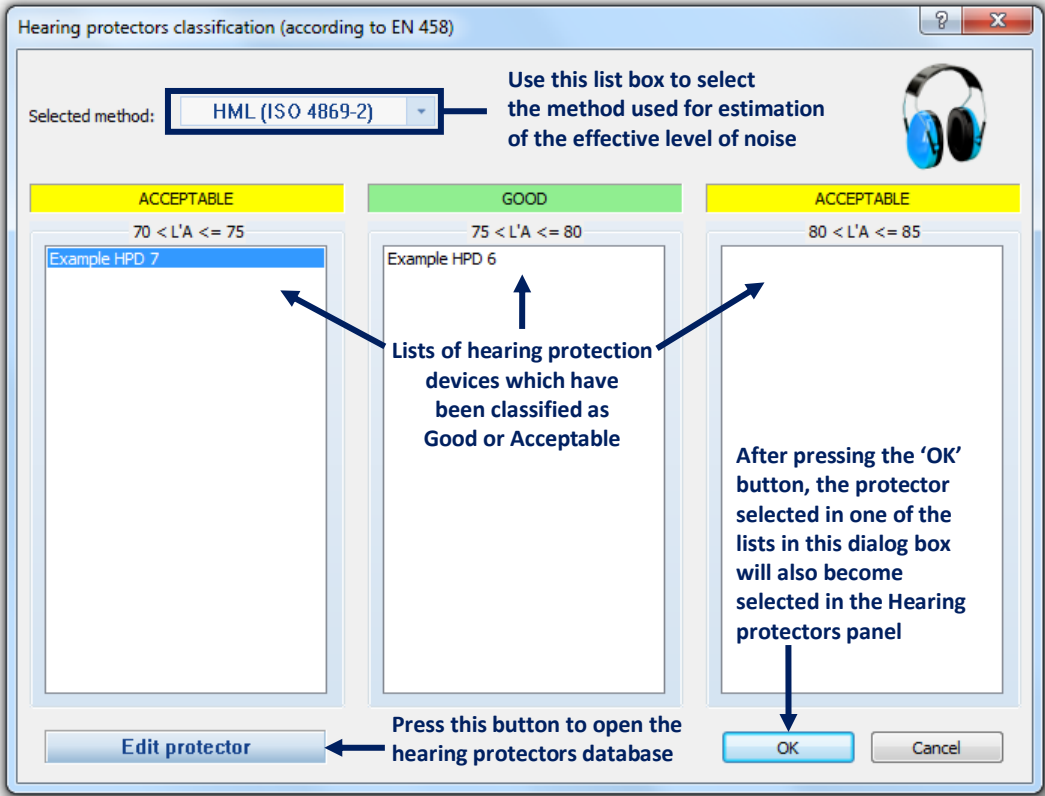 Hearing protectors classification (according to EN 458)
?
X
Selected method:
HML (ISO 4869-2)
Use this list box to select
the method used for estimation
of the effective level of noise
ACCEPTABLE
GOOD
ACCEPTABLE
70 < L'A <= 75
75 < L'A <= 80
80 < L'A <= 85
Example HPD 7
Example HPD 6
Lists of hearing protection
devices which have
been classified as
Good or Acceptable
After pressing the ‘OK’
button, the protector
selected in one of the
lists in this dialog box
will also become
selected in the Hearing
protectors panel
Edit protector
Press this button to open the
hearing protectors database
OK
Cancel